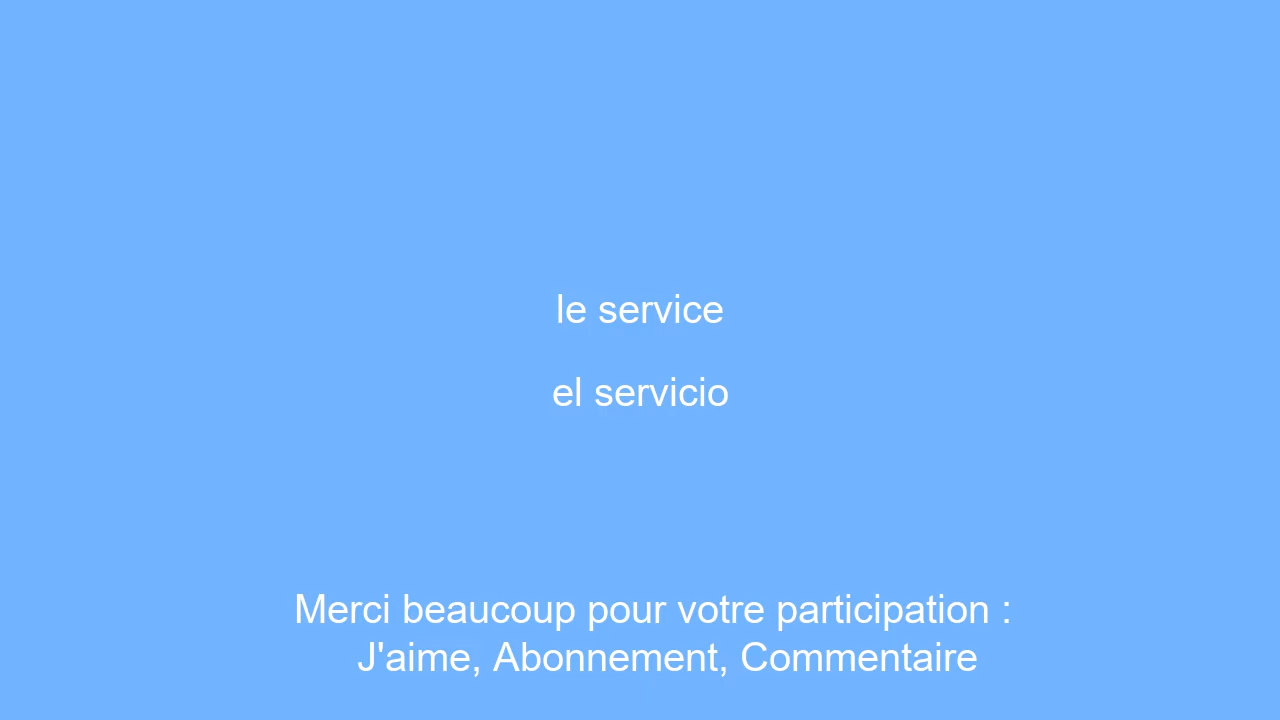 le service
el servicio
Merci beaucoup pour votre participation :
J'aime, Abonnement, Commentaire